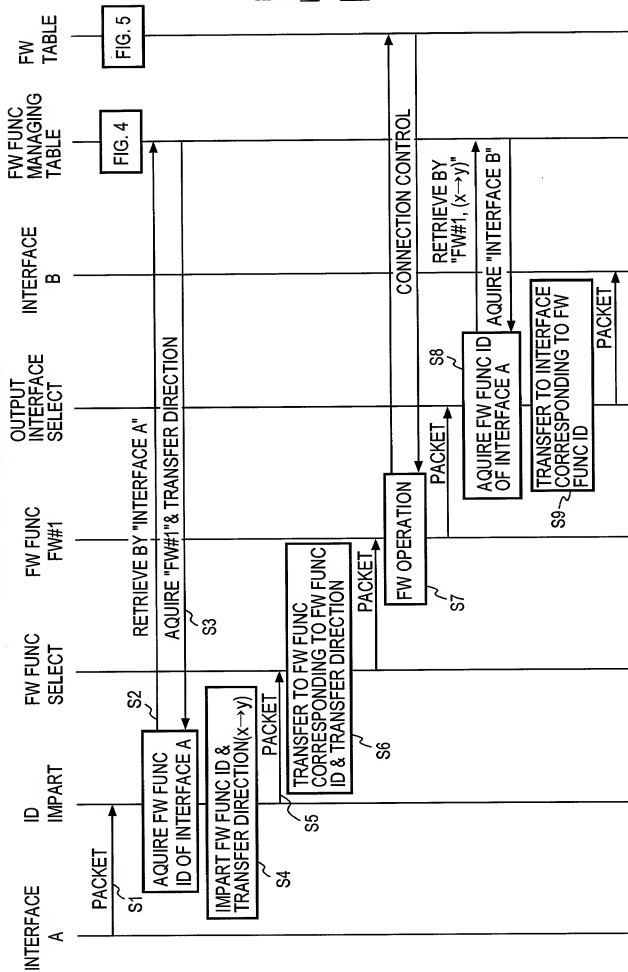 INTERFACE
A
ID
IMPART
FW FUNC
SELECT
FW FUNC
FW#1
OUTPUT
INTERFACE
SELECT
INTERFACE
B
FW FUNC
MANAGING
TABLE
FW
TABLE
FIG. 4
FIG. 5
PACKET
S1
AQUIRE FW FUNC
ID OF INTERFACE A
S2
RETRIEVE BY "INTERFACE A"
AQUIRE "FW#1" & TRANSFER DIRECTION
S3
IMPART FW FUNC ID &
TRANSFER DIRECTION(x→y)
S4
PACKET
S5
TRANSFER TO FW FUNC
CORRESPONDING TO FW FUNC
ID & TRANSFER DIRECTION
S6
PACKET
FW OPERATION
S7
CONNECTION CONTROL
PACKET
S8
AQUIRE FW FUNC ID
OF INTERFACE A
RETRIEVE BY
"FW#1, (x→y)"
AQUIRE "INTERFACE B"
TRANSFER TO INTERFACE
CORRESPONDING TO FW
FUNC ID
S9
PACKET